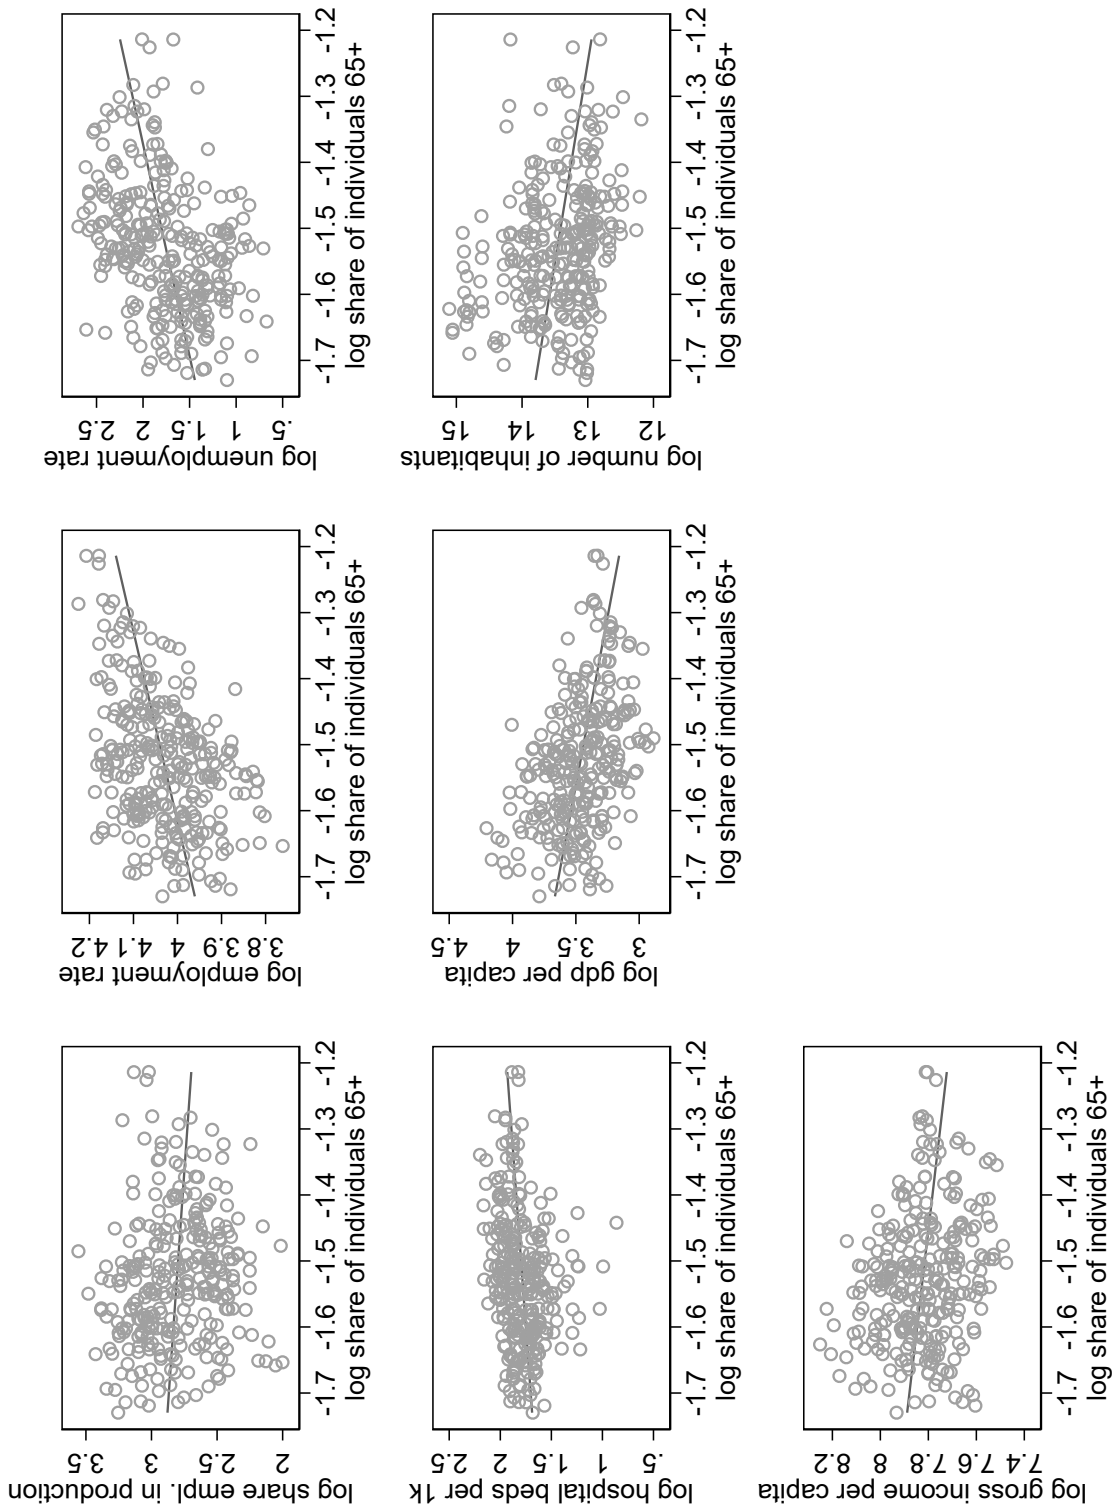 log share empl. in production
3.5
3
2.5
2
-1.7 -1.6 -1.5 -1.4 -1.3 -1.2
log share of individuals 65+
log employment rate
4.2
4.1
4
3.9
3.8
-1.7 -1.6 -1.5 -1.4 -1.3 -1.2
log share of individuals 65+
log unemployment rate
2.5
2
1.5
1
.5
-1.7 -1.6 -1.5 -1.4 -1.3 -1.2
log share of individuals 65+
log hospital beds per 1k
2.5
2
1.5
1
.5
-1.7 -1.6 -1.5 -1.4 -1.3 -1.2
log share of individuals 65+
log gdp per capita
4.5
4
3.5
3
-1.7 -1.6 -1.5 -1.4 -1.3 -1.2
log share of individuals 65+
log number of inhabitants
15
14
13
12
-1.7 -1.6 -1.5 -1.4 -1.3 -1.2
log share of individuals 65+
log gross income per capita
8.2
8
7.8
7.6
7.4
-1.7 -1.6 -1.5 -1.4 -1.3 -1.2
log share of individuals 65+